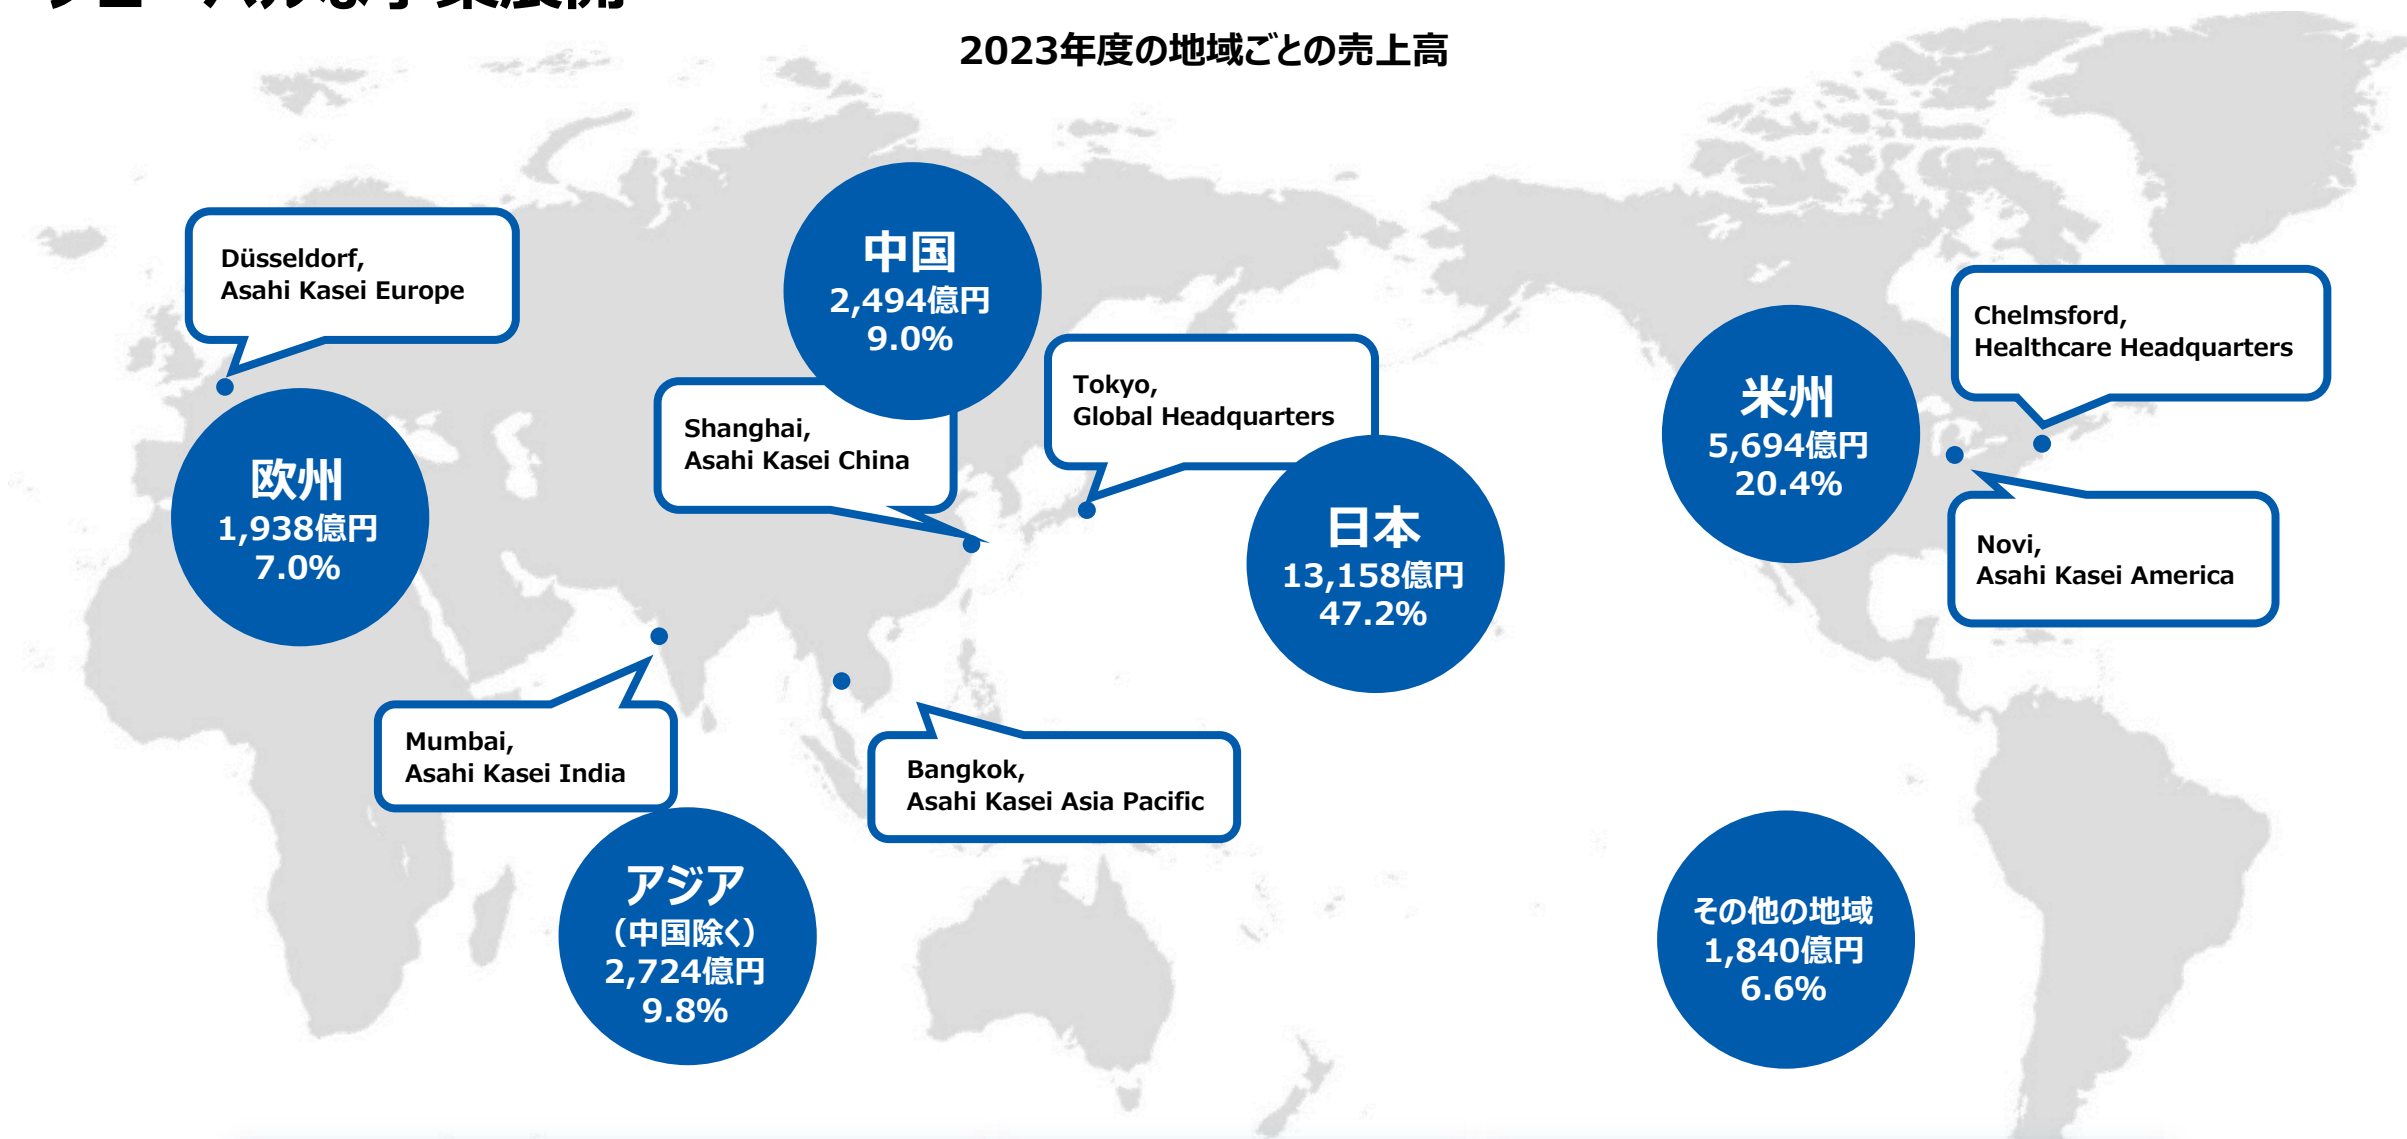 2023年度の地域ごとの売上高
Düsseldorf,
Asahi Kasei Europe
欧州
1,938億円
7.0%
中国
2,494億円
9.0%
Shanghai,
Asahi Kasei China
Tokyo,
Global Headquarters
日本
13,158億円
47.2%
米州
5,694億円
20.4%
Chelmsford,
Healthcare Headquarters
Novi,
Asahi Kasei America
Mumbai,
Asahi Kasei India
Bangkok,
Asahi Kasei Asia Pacific
アジア
（中国除く）
2,724億円
9.8%
その他の地域
1,840億円
6.6%